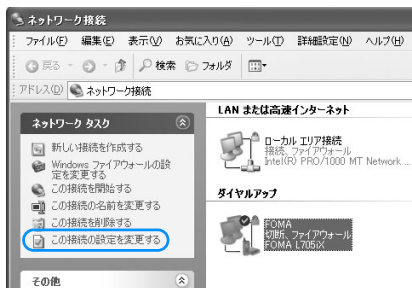 ネットワーク接続
ファイル(F) 編集(E) 表示(V) お気に入り(A) ツール(T) 詳細設定(N) ヘルプ(H)
戻る 検索 フォルダ
アドレス(D) ネットワーク接続
ネットワーク タスク
新しい接続を作成する
Windows ファイアウォールの設
定を変更する
この接続を開始する
この接続の名前を変更する
この接続を削除する
この接続の設定を変更する
その他
LAN または高速インターネット
ローカル エリア接続
接続、ファイアウォール
Intel(R) PRO/1000 MT Network ...
ダイヤルアップ
FOMA
切断、ファイアウォール
FOMA L705iX